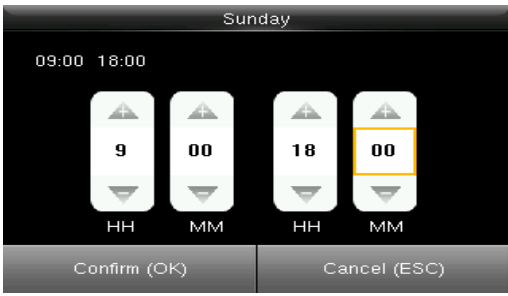 Sunday
09:00 18:00
+ + + +
9 00 18 00
HH MM HH MM
Confirm (OK) Cancel (ESC)